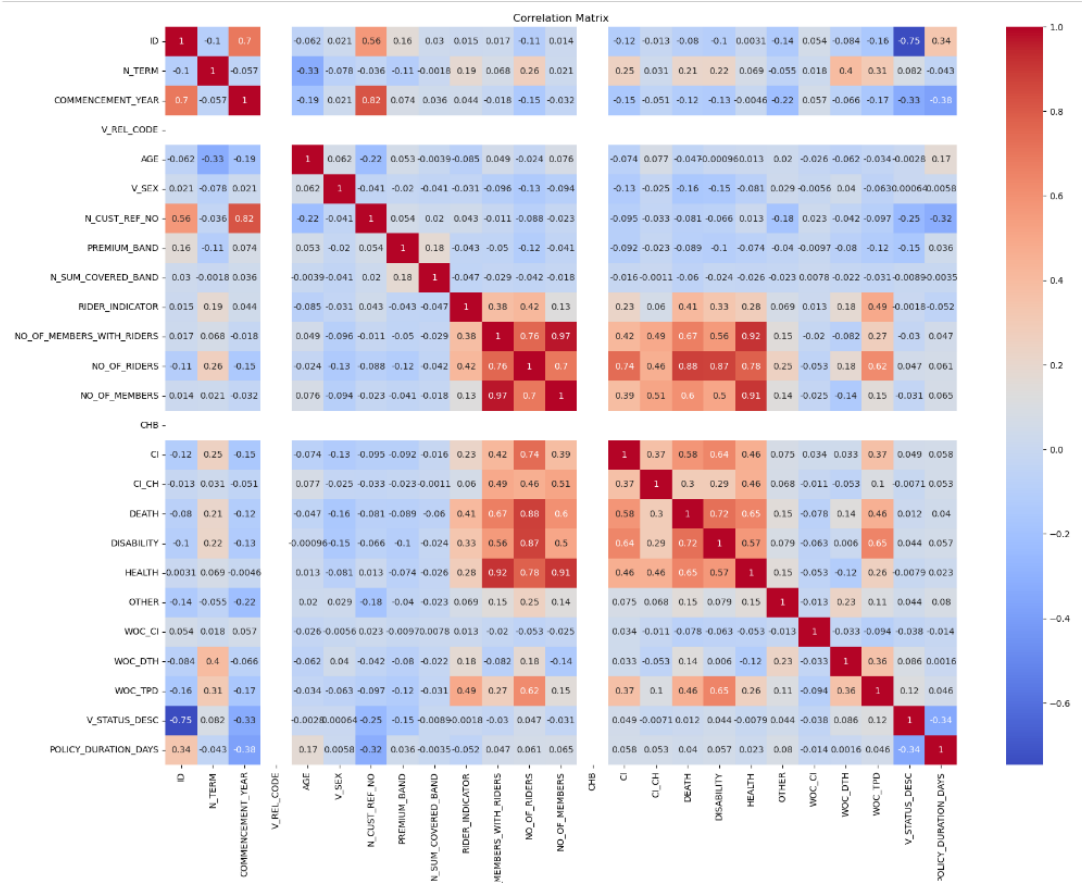 Correlation Matrix
ID 1 -0.1 0.7 -0.062 0.021 0.56 0.16 0.03 0.015 0.017 -0.11 0.014 -0.12 -0.013 -0.08 -0.1 0.0031 -0.14 0.054 -0.084 -0.16 -0.75 0.34
N_TERM -0.1 1 -0.057 -0.33 -0.078 -0.036 -0.11 -0.0018 0.19 0.068 0.26 0.021 0.25 0.031 0.21 0.22 0.069 -0.055 0.018 0.4 0.31 0.082 -0.043
COMMENCEMENT_YEAR 0.7 -0.057 1 -0.19 0.021 0.82 0.074 0.036 0.044 -0.018 -0.15 -0.032 -0.15 -0.051 -0.12 -0.13 -0.0046 -0.22 0.057 -0.066 -0.17 -0.33 -0.38
V_REL_CODE
AGE -0.062 -0.33 -0.19 1 0.062 -0.22 0.053 -0.0039 -0.085 0.049 -0.024 0.076 -0.074 0.077 -0.047 -0.00096 0.013 0.02 -0.026 -0.062 -0.034 -0.0028 0.17
V_SEX 0.021 -0.078 0.021 0.062 1 -0.041 -0.02 -0.041 -0.031 -0.096 -0.13 -0.094 -0.13 -0.025 -0.16 -0.15 -0.081 0.029 -0.0056 0.04 -0.063 0.00064 0.0058
N_CUST_REF_NO 0.56 -0.036 0.82 -0.22 -0.041 1 0.054 0.02 0.043 -0.011 -0.088 -0.023 -0.095 -0.033 -0.081 -0.066 0.013 -0.18 0.023 -0.042 -0.097 -0.25 -0.32
PREMIUM_BAND 0.16 -0.11 0.074 0.053 -0.02 0.054 1 0.18 -0.043 -0.05 -0.12 -0.041 -0.092 -0.023 -0.089 -0.1 -0.074 -0.04 -0.0097 -0.08 -0.12 -0.15 0.036
N_SUM_COVERED_BAND 0.03 -0.0018 0.036 -0.0039 -0.041 0.02 0.18 1 -0.047 -0.029 -0.042 -0.018 -0.016 -0.0011 -0.06 -0.024 -0.026 -0.023 0.0078 -0.022 -0.031 -0.0089 -0.0035
RIDER_INDICATOR 0.015 0.19 0.044 -0.085 -0.031 0.043 -0.043 -0.047 1 0.38 0.42 0.13 0.23 0.06 0.41 0.33 0.28 0.069 0.013 0.18 0.49 -0.0018 -0.052
NO_OF_MEMBERS_WITH_RIDERS 0.017 0.068 -0.018 0.049 -0.096 -0.011 -0.05 -0.029 0.38 1 0.76 0.97 0.42 0.49 0.67 0.56 0.92 0.15 -0.02 -0.082 0.27 -0.03 0.047
NO_OF_RIDERS -0.11 0.26 -0.15 -0.024 -0.13 -0.088 -0.12 -0.042 0.42 0.76 1 0.7 0.74 0.46 0.88 0.87 0.78 0.25 -0.053 0.18 0.62 0.047 0.061
NO_OF_MEMBERS 0.014 0.021 -0.032 0.076 -0.094 -0.023 -0.041 -0.018 0.13 0.97 0.7 1 0.39 0.51 0.6 0.5 0.91 0.14 -0.025 -0.14 0.15 -0.031 0.065
CHB
CI -0.12 0.25 -0.15 -0.074 -0.13 -0.095 -0.092 -0.016 0.23 0.42 0.74 0.39 1 0.37 0.58 0.64 0.46 0.075 0.034 0.033 0.37 0.049 0.058
CI_CH -0.013 0.031 -0.051 0.077 -0.025 -0.033 -0.023 -0.0011 0.06 0.49 0.46 0.51 0.37 1 0.3 0.29 0.46 0.068 -0.011 -0.053 0.1 -0.0071 0.053
DEATH -0.08 0.21 -0.12 -0.047 -0.16 -0.081 -0.089 -0.06 0.41 0.67 0.88 0.6 0.58 0.3 1 0.72 0.65 0.15 -0.078 0.14 0.46 0.012 0.04
DISABILITY -0.1 0.22 -0.13 -0.00096 -0.15 -0.066 -0.1 -0.024 0.33 0.56 0.87 0.5 0.64 0.29 0.72 1 0.57 0.079 -0.063 0.006 0.65 0.044 0.057
HEALTH -0.0031 0.069 -0.0046 0.013 -0.081 0.013 -0.074 -0.026 0.28 0.92 0.78 0.91 0.46 0.46 0.65 0.57 1 0.15 -0.053 -0.12 0.26 -0.0079 0.023
OTHER -0.14 -0.055 -0.22 0.02 0.029 -0.18 -0.04 -0.023 0.069 0.15 0.25 0.14 0.075 0.068 0.15 0.079 0.15 1 -0.013 0.23 0.11 0.044 0.08
WOC_CI 0.054 0.018 0.057 -0.026 -0.0056 0.023 -0.0097 0.0078 0.013 -0.02 -0.053 -0.025 0.034 -0.011 -0.078 -0.063 -0.053 -0.013 1 -0.033 -0.094 -0.038 -0.014
WOC_DTH -0.084 0.4 -0.066 -0.062 0.04 -0.042 -0.08 -0.022 0.18 -0.082 0.18 -0.14 0.033 -0.053 0.14 0.006 -0.12 0.23 -0.033 1 0.36 0.086 0.0016
WOC_TPD -0.16 0.31 -0.17 -0.034 -0.063 -0.097 -0.12 -0.031 0.49 0.27 0.62 0.15 0.37 0.1 0.46 0.65 0.26 0.11 -0.094 0.36 1 0.12 0.046
V_STATUS_DESC -0.75 0.082 -0.33 -0.0028 0.00064 -0.25 -0.15 -0.0089 -0.0018 -0.03 0.047 -0.031 0.049 -0.0071 0.012 0.044 -0.0079 0.044 -0.038 0.086 0.12 1 -0.34
POLICY_DURATION_DAYS 0.34 -0.043 -0.38 0.17 0.0058 -0.32 0.036 -0.0035 -0.052 0.047 0.061 0.065 0.058 0.053 0.04 0.057 0.023 0.08 -0.014 0.0016 0.046 -0.34 1
ID
N_TERM
COMMENCEMENT_YEAR
V_REL_CODE
AGE
V_SEX
N_CUST_REF_NO
PREMIUM_BAND
N_SUM_COVERED_BAND
RIDER_INDICATOR
MEMBERS_WITH_RIDERS
NO_OF_RIDERS
NO_OF_MEMBERS
CHB
CI
CI_CH
DEATH
DISABILITY
HEALTH
OTHER
WOC_CI
WOC_DTH
WOC_TPD
V_STATUS_DESC
POLICY_DURATION_DAYS
1.0
0.8
0.6
0.4
0.2
0.0
−0.2
−0.4
−0.6